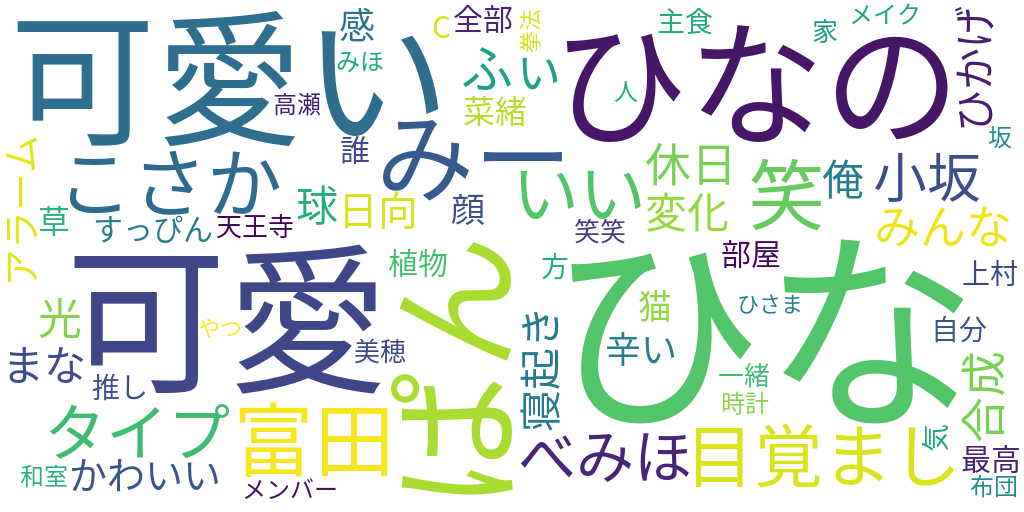 可愛い
感
C
全部
拳法
主食
家
メイク
ひかげ
みほ
ふぃ
ひなの
高瀬
菜緒
人
坂
アラーム
こさか
誰
みー
いい
休日
笑
俺
小坂
草
すっぴん
天王寺
球
日向
顔
笑笑
変化
みんな
可愛
ぱん
植物
方
ひな
部屋
上村
光
やっ
猫
ひさま
自分
まな
推し
美穂
寝起き
辛い
一緒
時計
合成
タイプ
富田
べみほ
目覚まし
気
最高
和室
かわいい
メンバー
布団